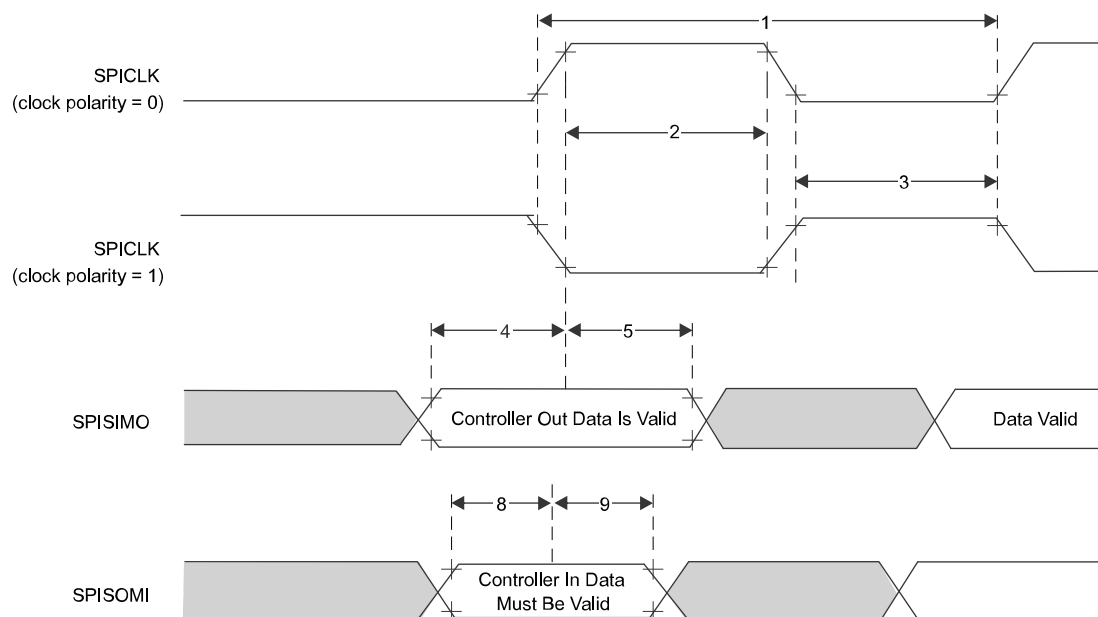 1
SPICLK
(clock polarity = 0)
2
3
SPICLK
(clock polarity = 1)
4
5
SPISIMO
Controller Out Data Is Valid
Data Valid
8
9
SPISOMI
Controller In Data
Must Be Valid